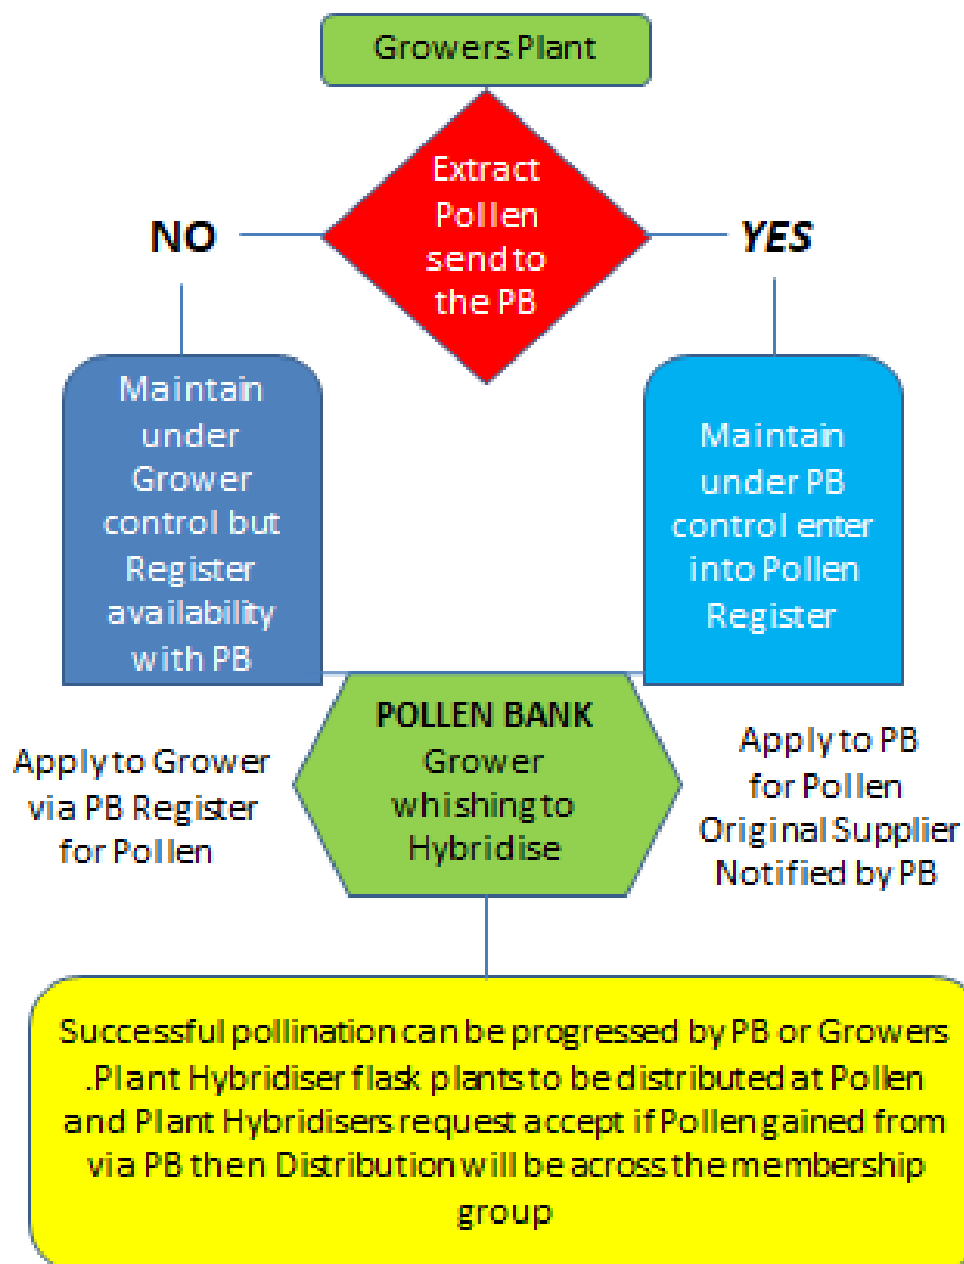 Growers Plant
Extract
Pollen
send to
the PB
NO
YES
Maintain
under
Grower
control but
Register
availability
with PB
Maintain
under PB
control enter
into Pollen
Register
POLLEN BANK
Grower
whishing to
Hybridise
Apply to Grower
via PB Register
for Pollen
Apply to PB
for Pollen
Original Supplier
Notified by PB
Successful pollination can be progressed by PB or Growers
.Plant Hybridiser flask plants to be distributed at Pollen
and Plant Hybridisers request accept if Pollen gained from
via PB then Distribution will be across the membership
group